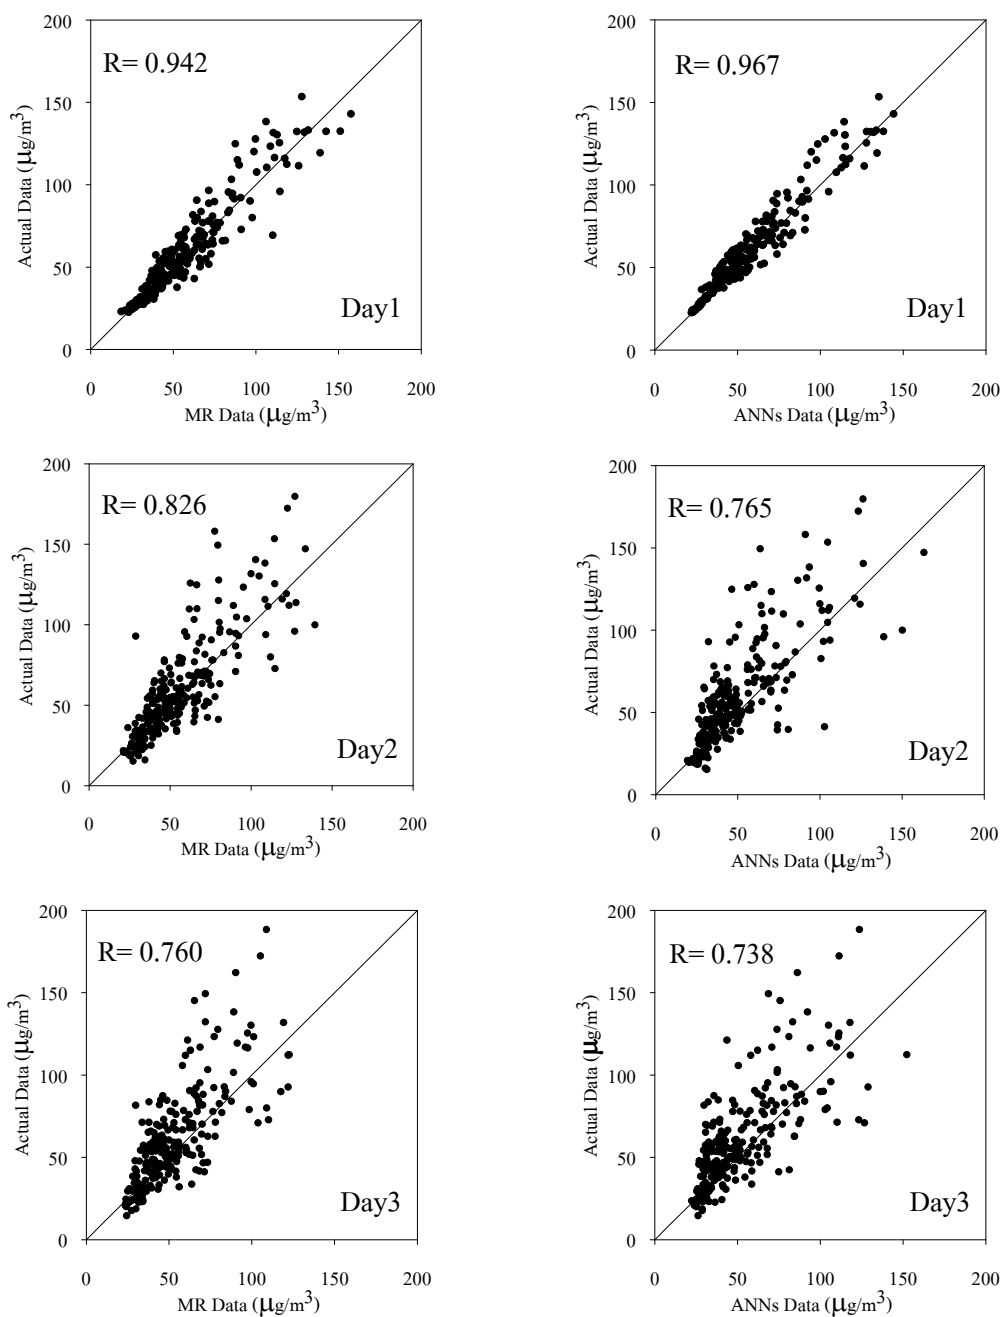 200
150
100
50
0
Actual Data (μg/m³)
R= 0.942
Day1
0 50 100 150 200
MR Data (μg/m³)
200
150
100
50
0
Actual Data (μg/m³)
R= 0.967
Day1
0 50 100 150 200
ANNs Data (μg/m³)
200
150
100
50
0
Actual Data (μg/m³)
R= 0.826
Day2
0 50 100 150 200
MR Data (μg/m³)
200
150
100
50
0
Actual Data (μg/m³)
R= 0.765
Day2
0 50 100 150 200
ANNs Data (μg/m³)
200
150
100
50
0
Actual Data (μg/m³)
R= 0.760
Day3
0 50 100 150 200
MR Data (μg/m³)
200
150
100
50
0
Actual Data (μg/m³)
R= 0.738
Day3
0 50 100 150 200
ANNs Data (μg/m³)